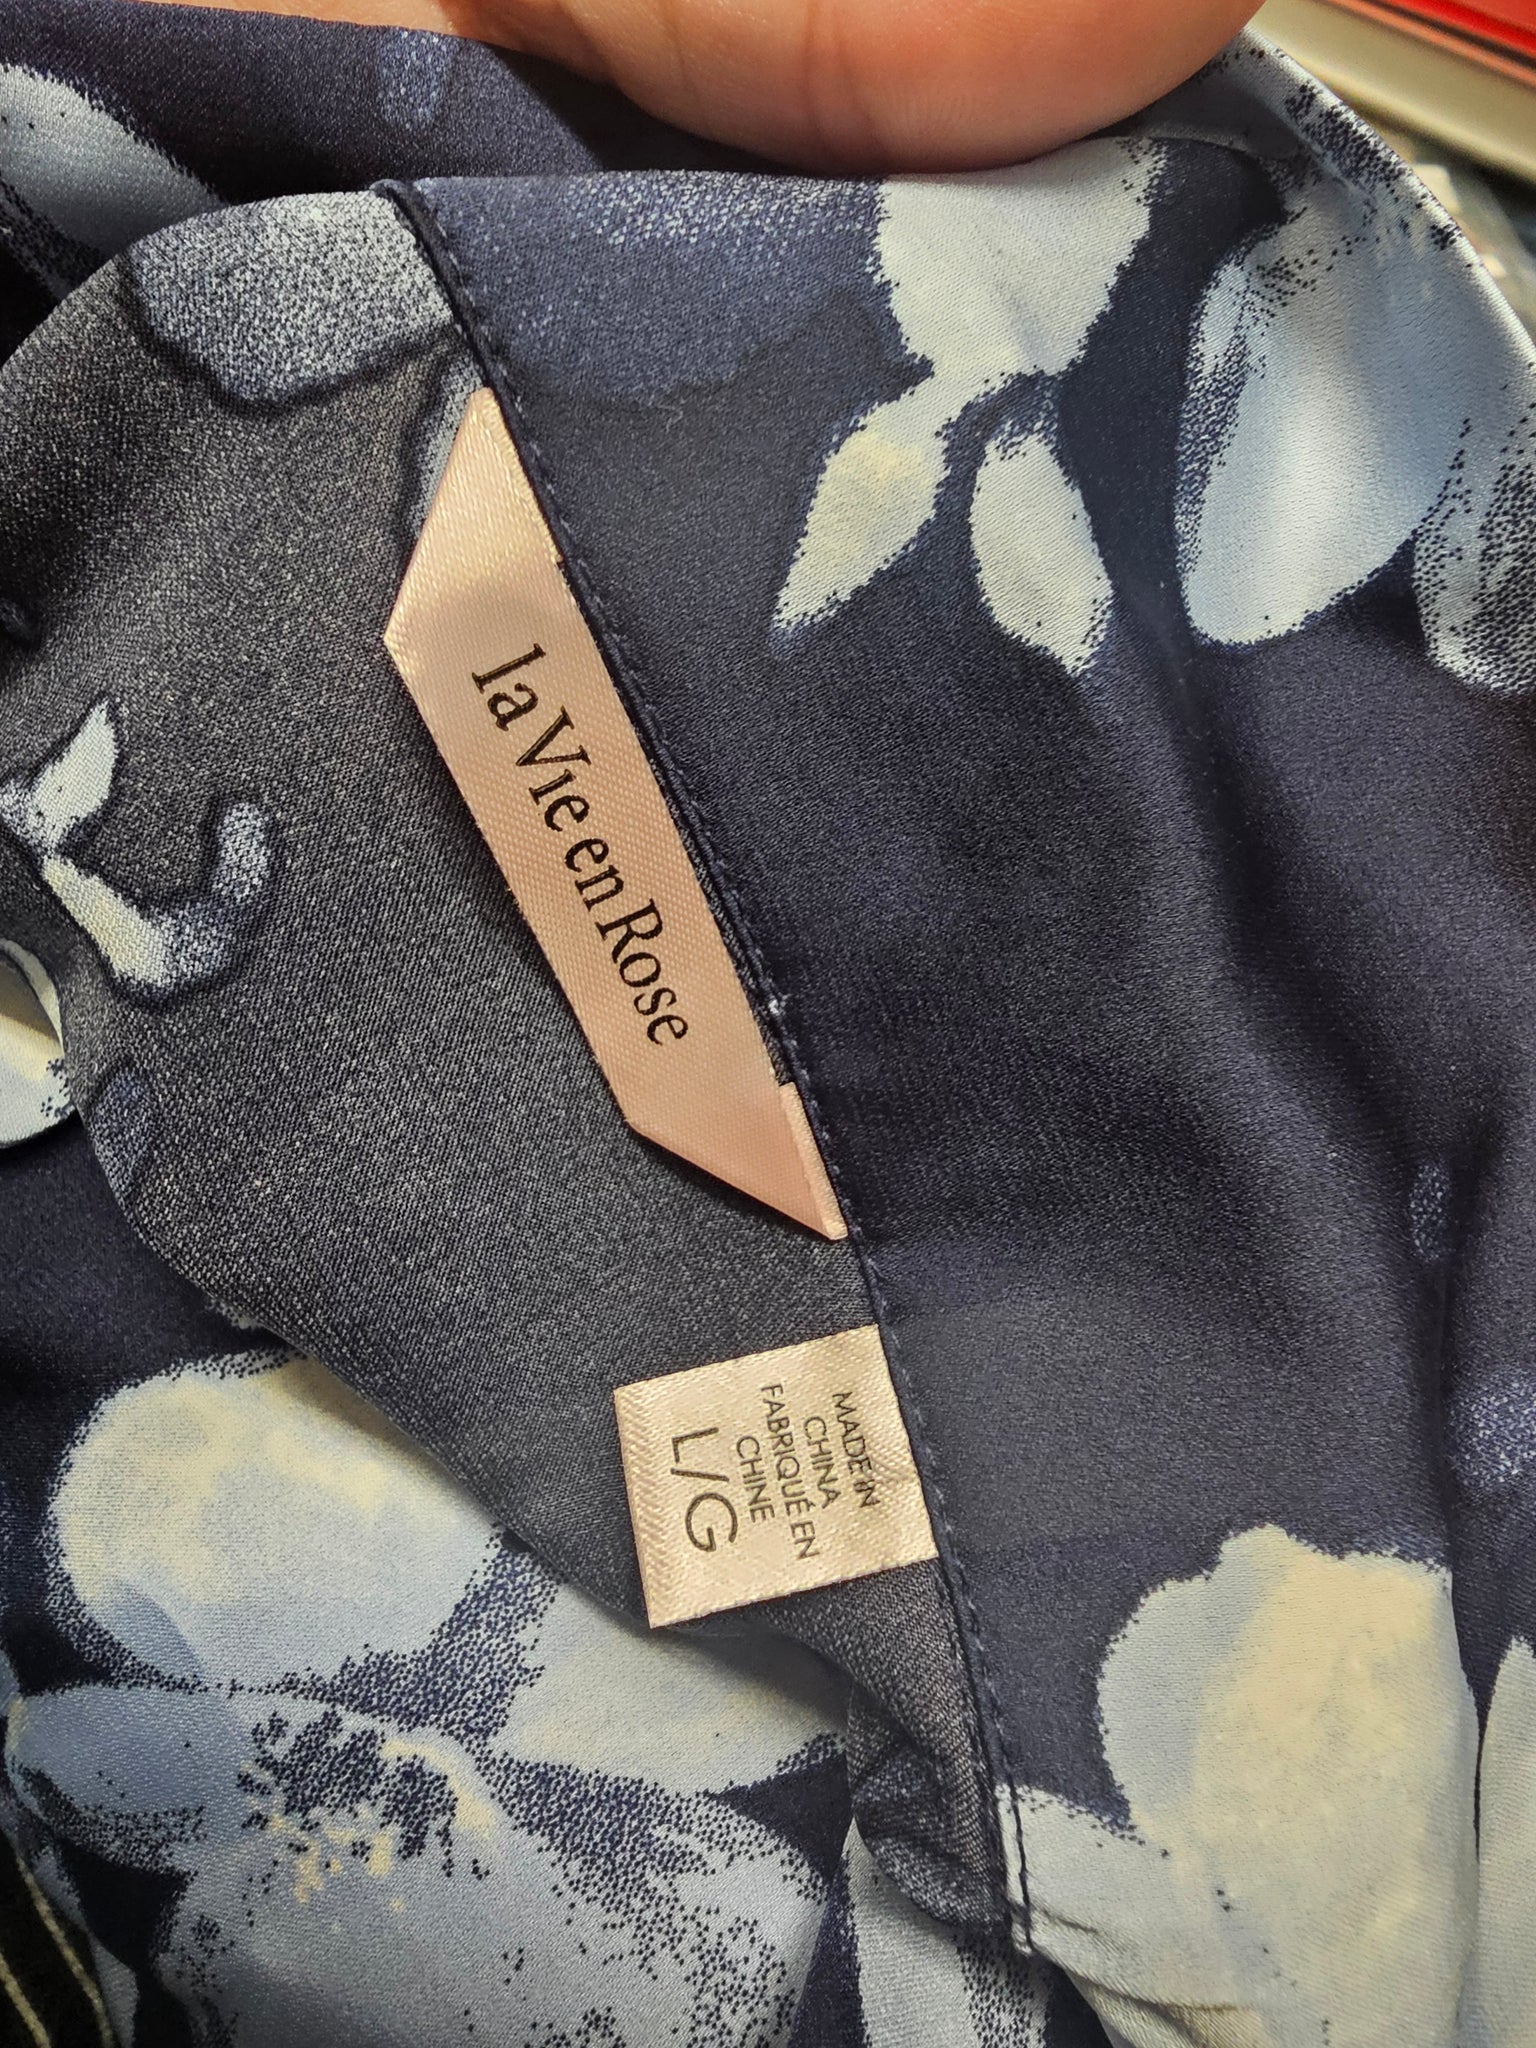 la Vie en Rose
MADE IN
CHINA
FABRIQUÉ EN
CHINE
L/G